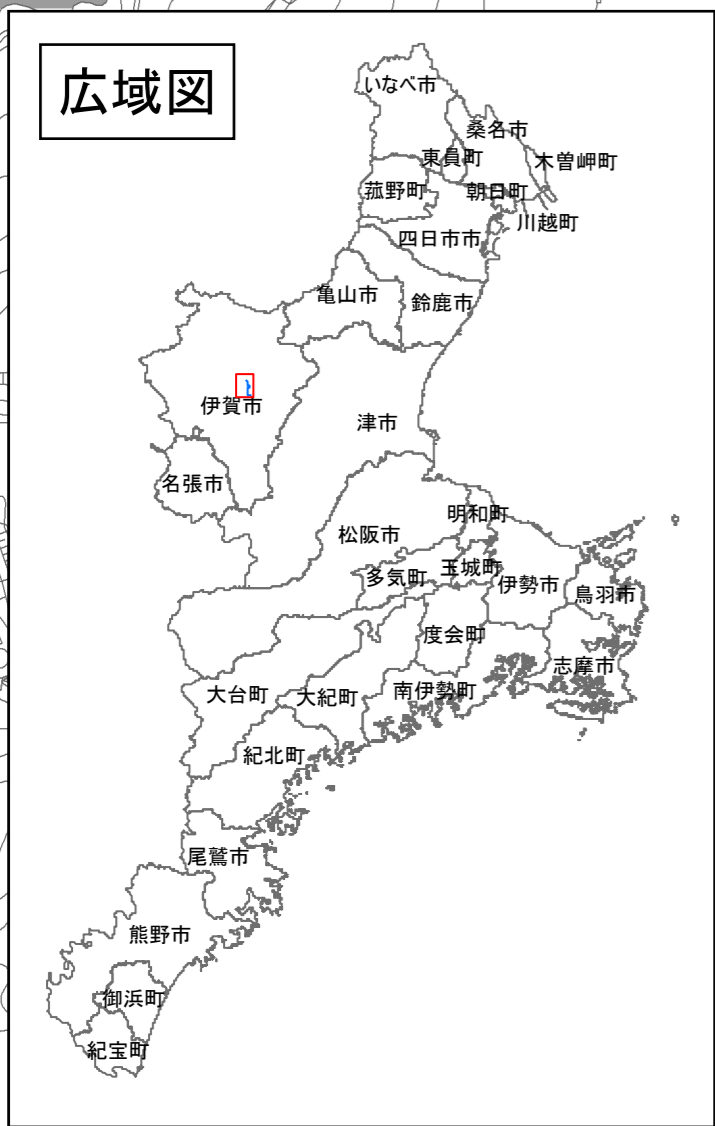 広域図
いなべ市
桑名市
東員町
木曽岬町
菰野町
朝日町
川越町
四日市市
亀山市
鈴鹿市
伊賀市
津市
名張市
明和町
松阪市
多気町
玉城町
伊勢市
鳥羽市
度会町
志摩市
大台町
大紀町
南伊勢町
紀北町
尾鷲市
熊野市
御浜町
紀宝町